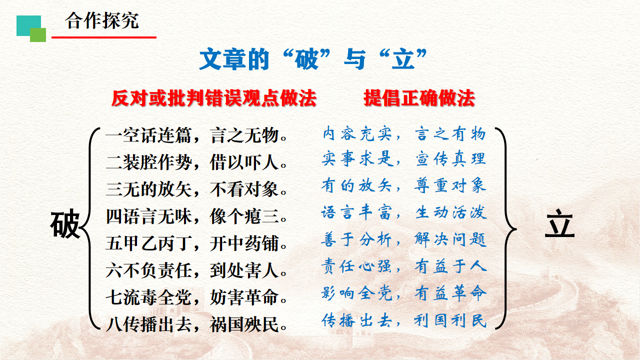 合作探究
文章的“破”与“立”
反对或批判错误观点做法 提倡正确做法
一空话连篇，言之无物。 内容充实，言之有物
二装腔作势，借以吓人。 实事求是，宣传真理
三无的放矢，不看对象。 有的放矢，尊重对象
四语言无味，像个瘪三。 语言丰富，生动活泼
五甲乙丙丁，开中药铺。 善于分析，解决问题
六不负责任，到处害人。 责任心强，有益于人
七流毒全党，妨害革命。 影响全党，有益革命
八传播出去，祸国殃民。 传播出去，利国利民
破
立